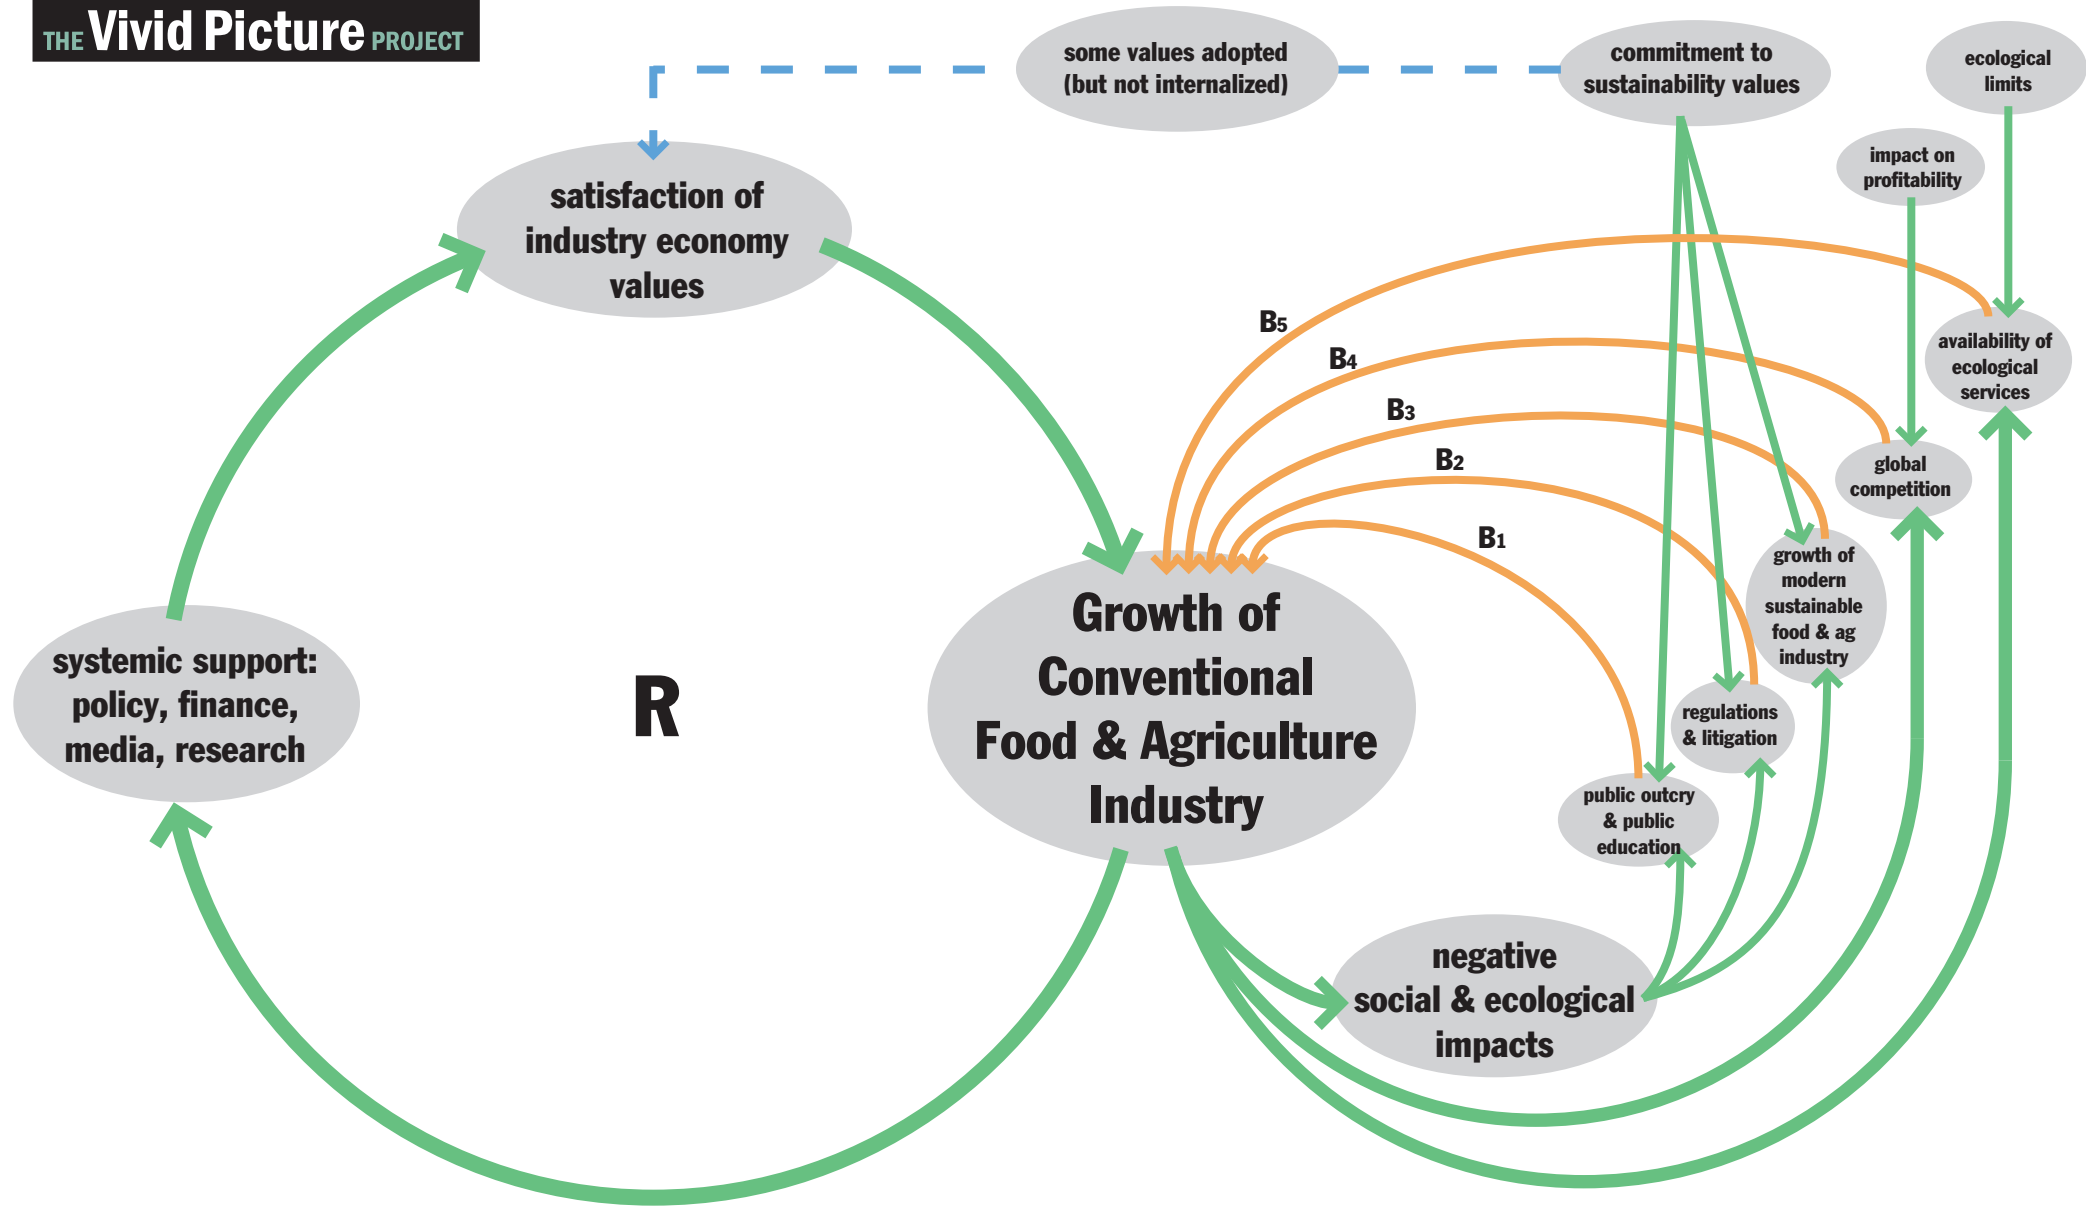 THE Vivid Picture PROJECT
some values adopted
(but not internalized)
commitment to
sustainability values
ecological
limits
impact on
profitability
satisfaction of
industry economy
values
B5
B4
B3
B2
B1
availability of
ecological
services
global
competition
growth of
modern
sustainable
food & ag
industry
regulations
& litigation
public outcry
& public
education
systemic support:
policy, finance,
media, research
R
Growth of
Conventional
Food & Agriculture
Industry
negative
social & ecological
impacts